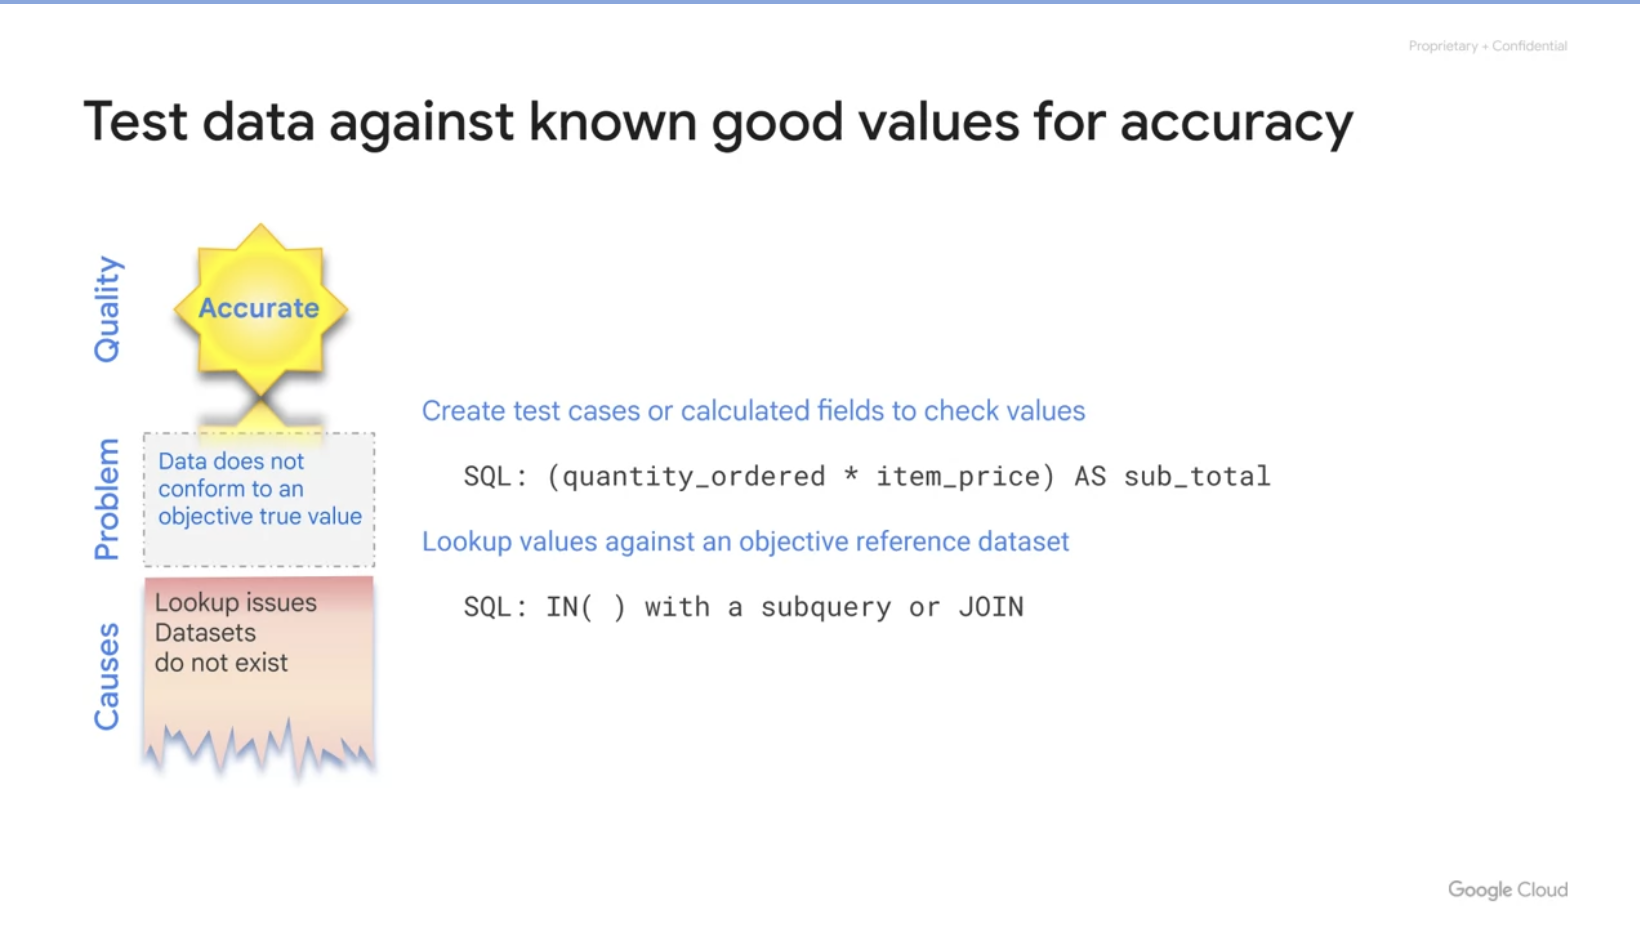 Proprietary + Confidential
Test data against known good values for accuracy
Quality
Accurate
Problem
Data does not
conform to an
objective true value
Causes
Lookup issues
Datasets
do not exist
Create test cases or calculated fields to check values
SQL: (quantity_ordered * item_price) AS sub_total
Lookup values against an objective reference dataset
SQL: IN( ) with a subquery or JOIN
Google Cloud